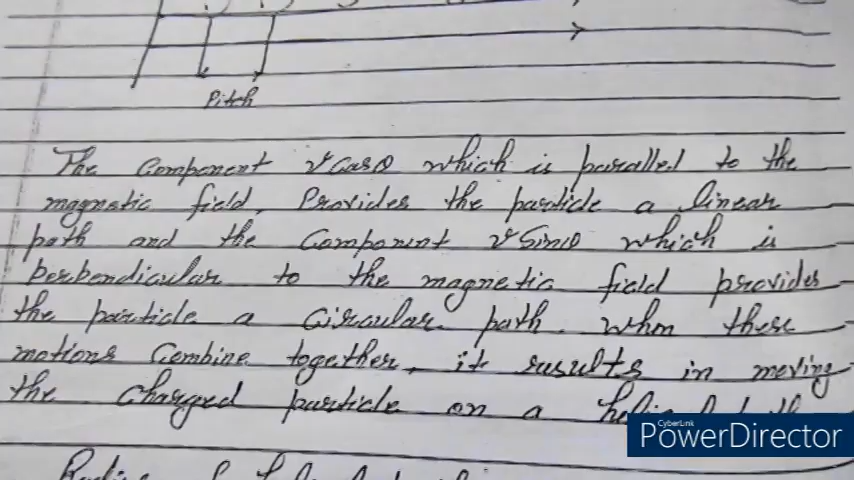 Pitch
The component v cosθ which is parallel to the
magnetic field, Provides the particle a linear
path and the component v sinθ which is
perpendicular to the magnetic field provides
the particle a circular path. When these
motions combine together, it results in moving
the charged particle on a
CyberLink
PowerDirector